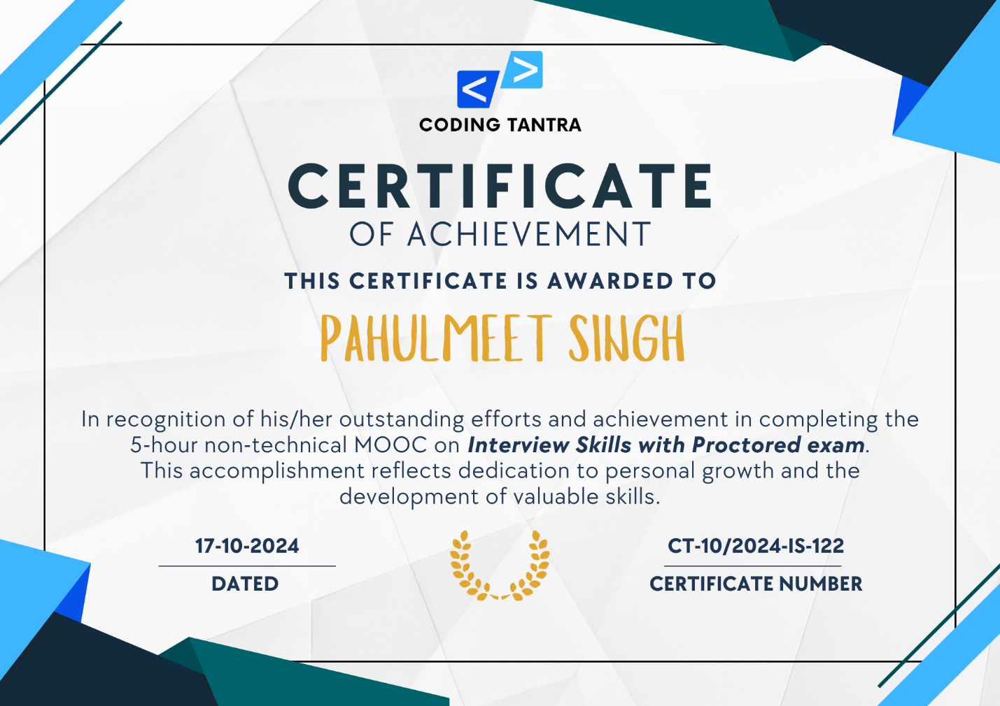 < >
CODING TANTRA
CERTIFICATE
OF ACHIEVEMENT
THIS CERTIFICATE IS AWARDED TO
PAHULMEET SINGH
In recognition of his/her outstanding efforts and achievement in completing the
5-hour non-technical MOOC on Interview Skills with Proctored exam.
This accomplishment reflects dedication to personal growth and the
development of valuable skills.
17-10-2024
DATED
CT-10/2024-IS-122
CERTIFICATE NUMBER